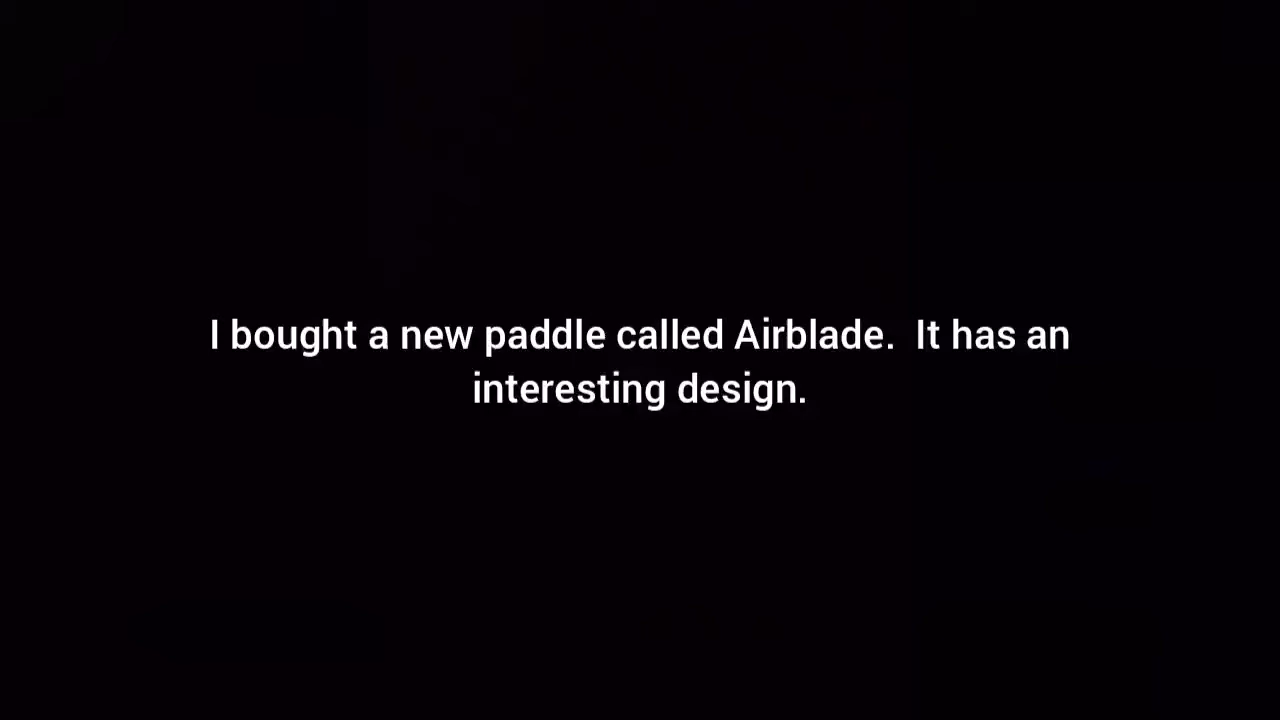 I bought a new paddle called Airblade.  It has an
interesting design.